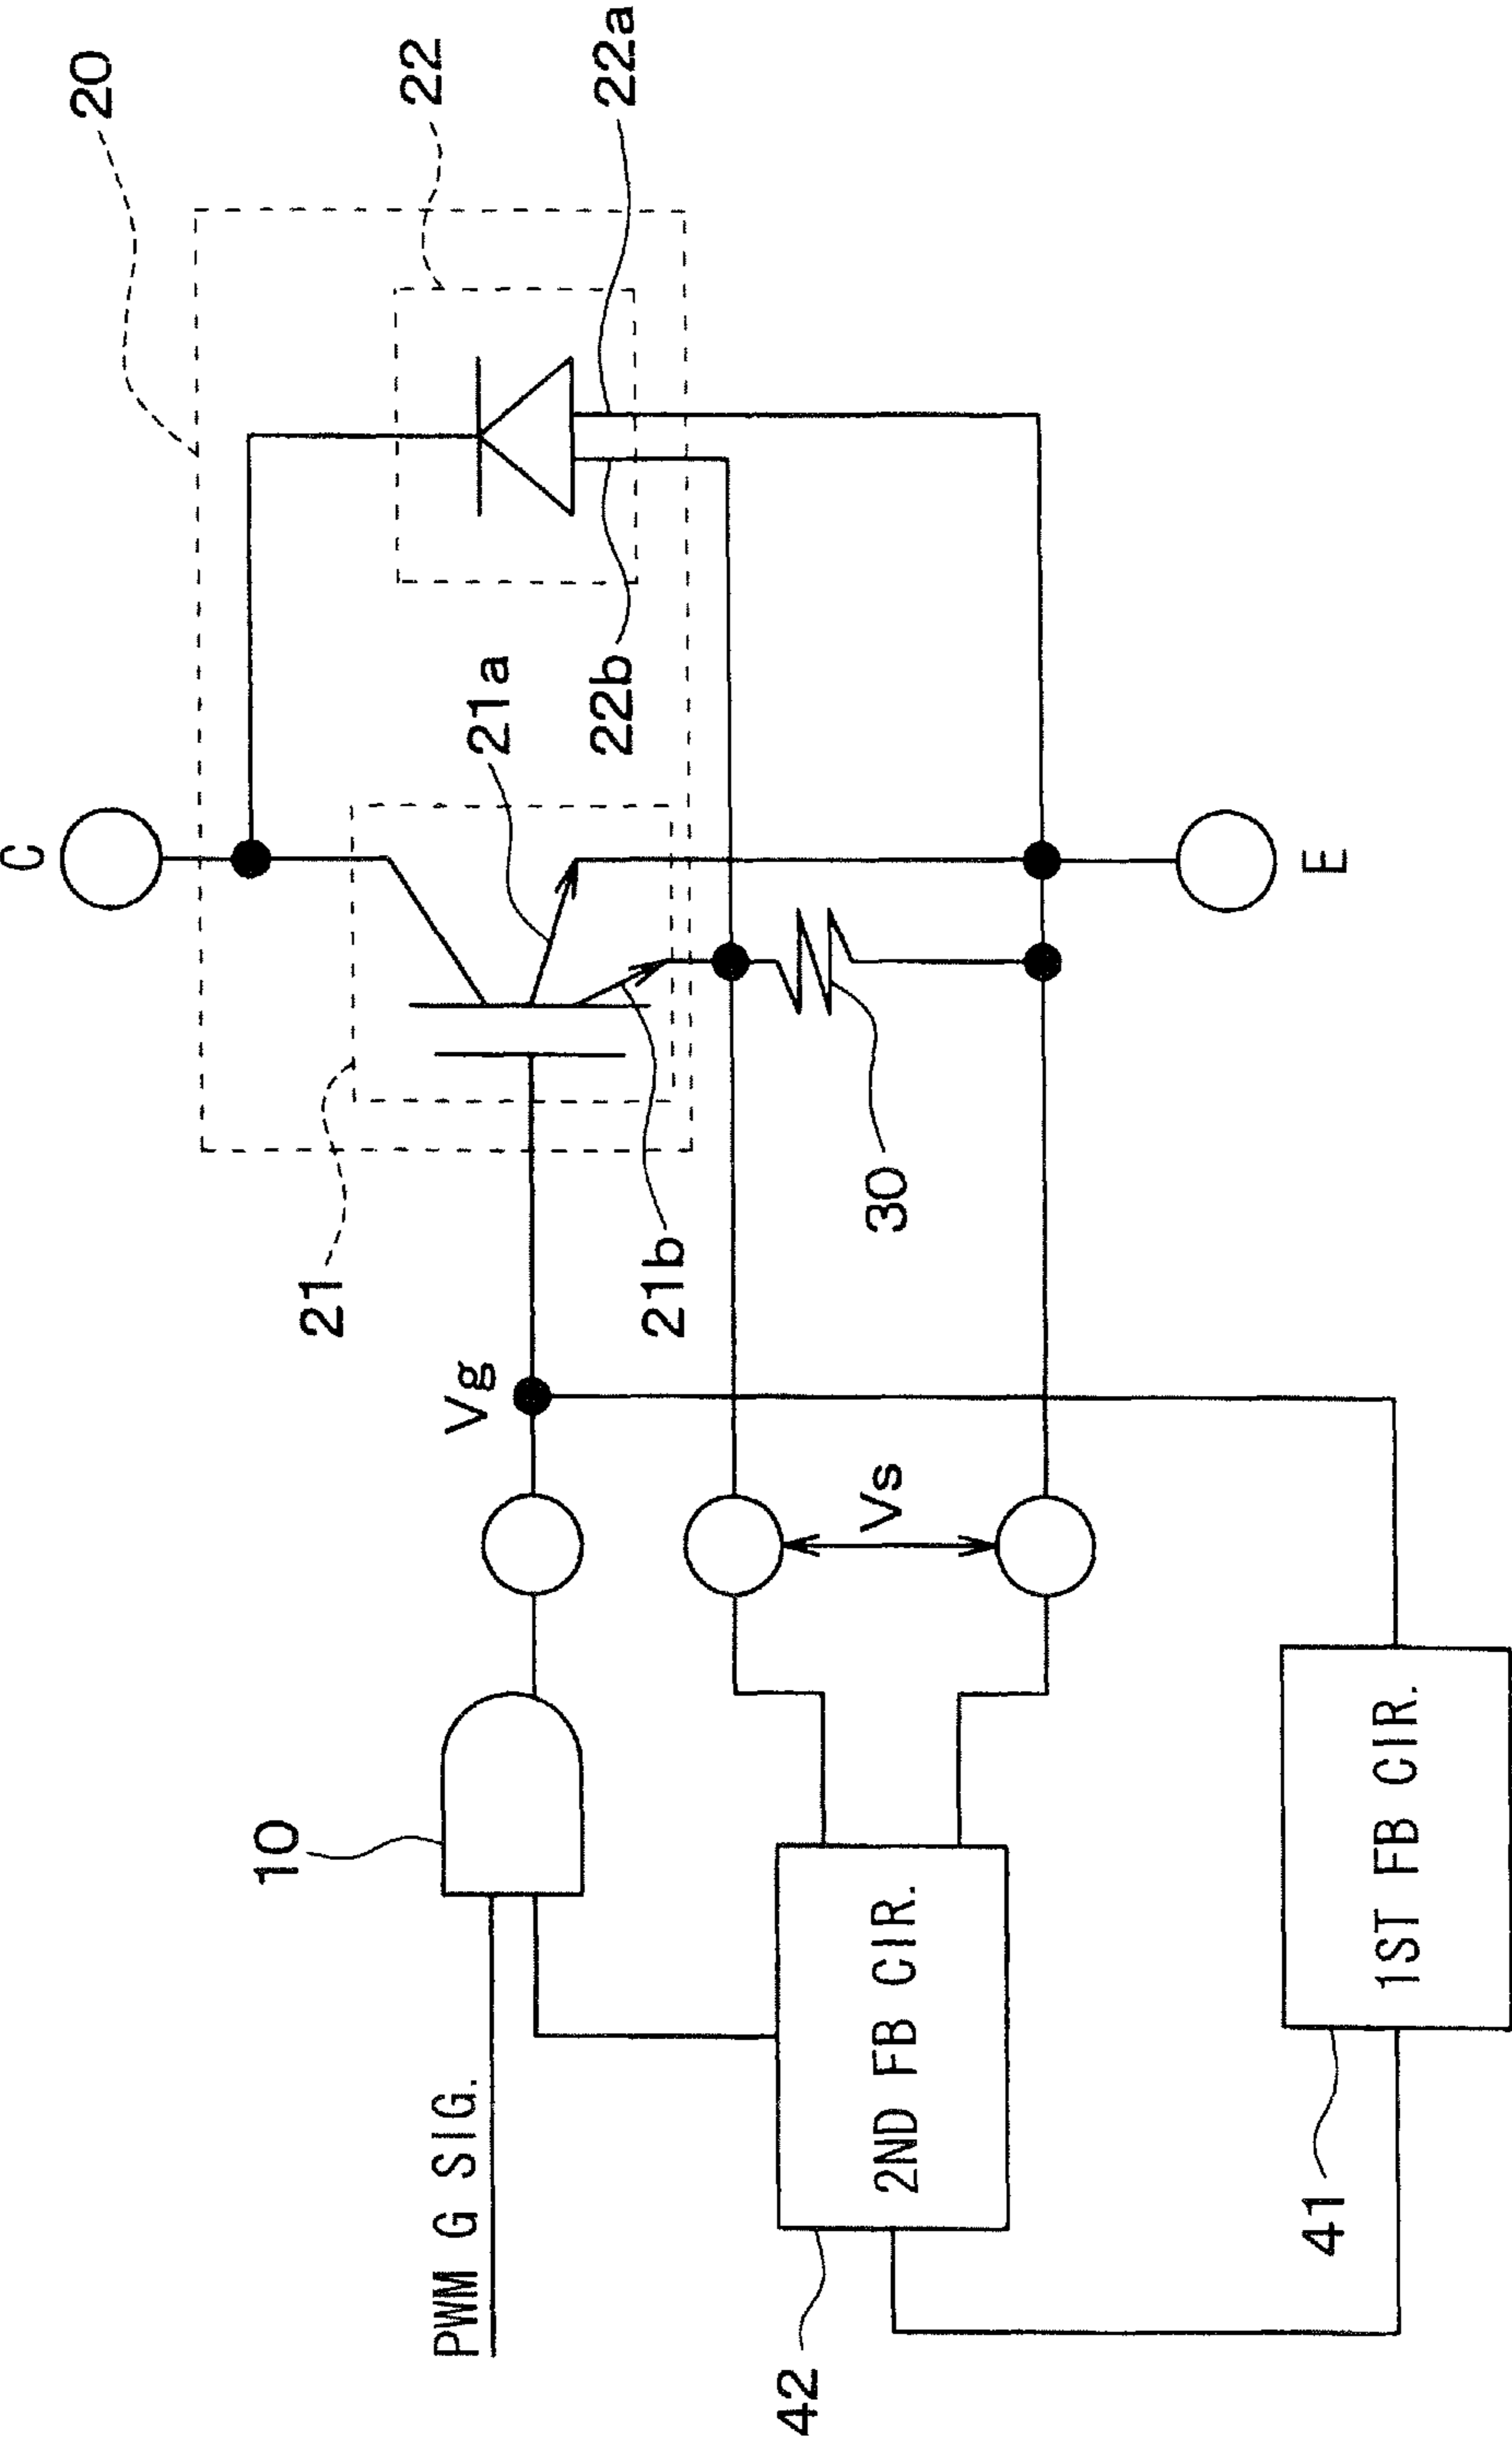 C
20
10
21
22
PWM G SIG.
Vg
21a
22b
22a
21b
42
2ND FB CIR.
Vs
30
41
E
1ST FB CIR.